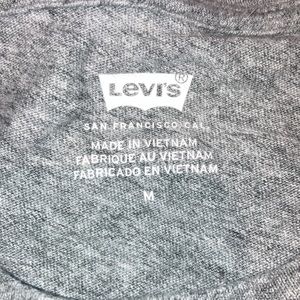 Levi's®
SAN FRANCISCO CAL
MADE IN VIETNAM
FABRIQUE AU VIETNAM
FABRICADO EN VIETNAM
M